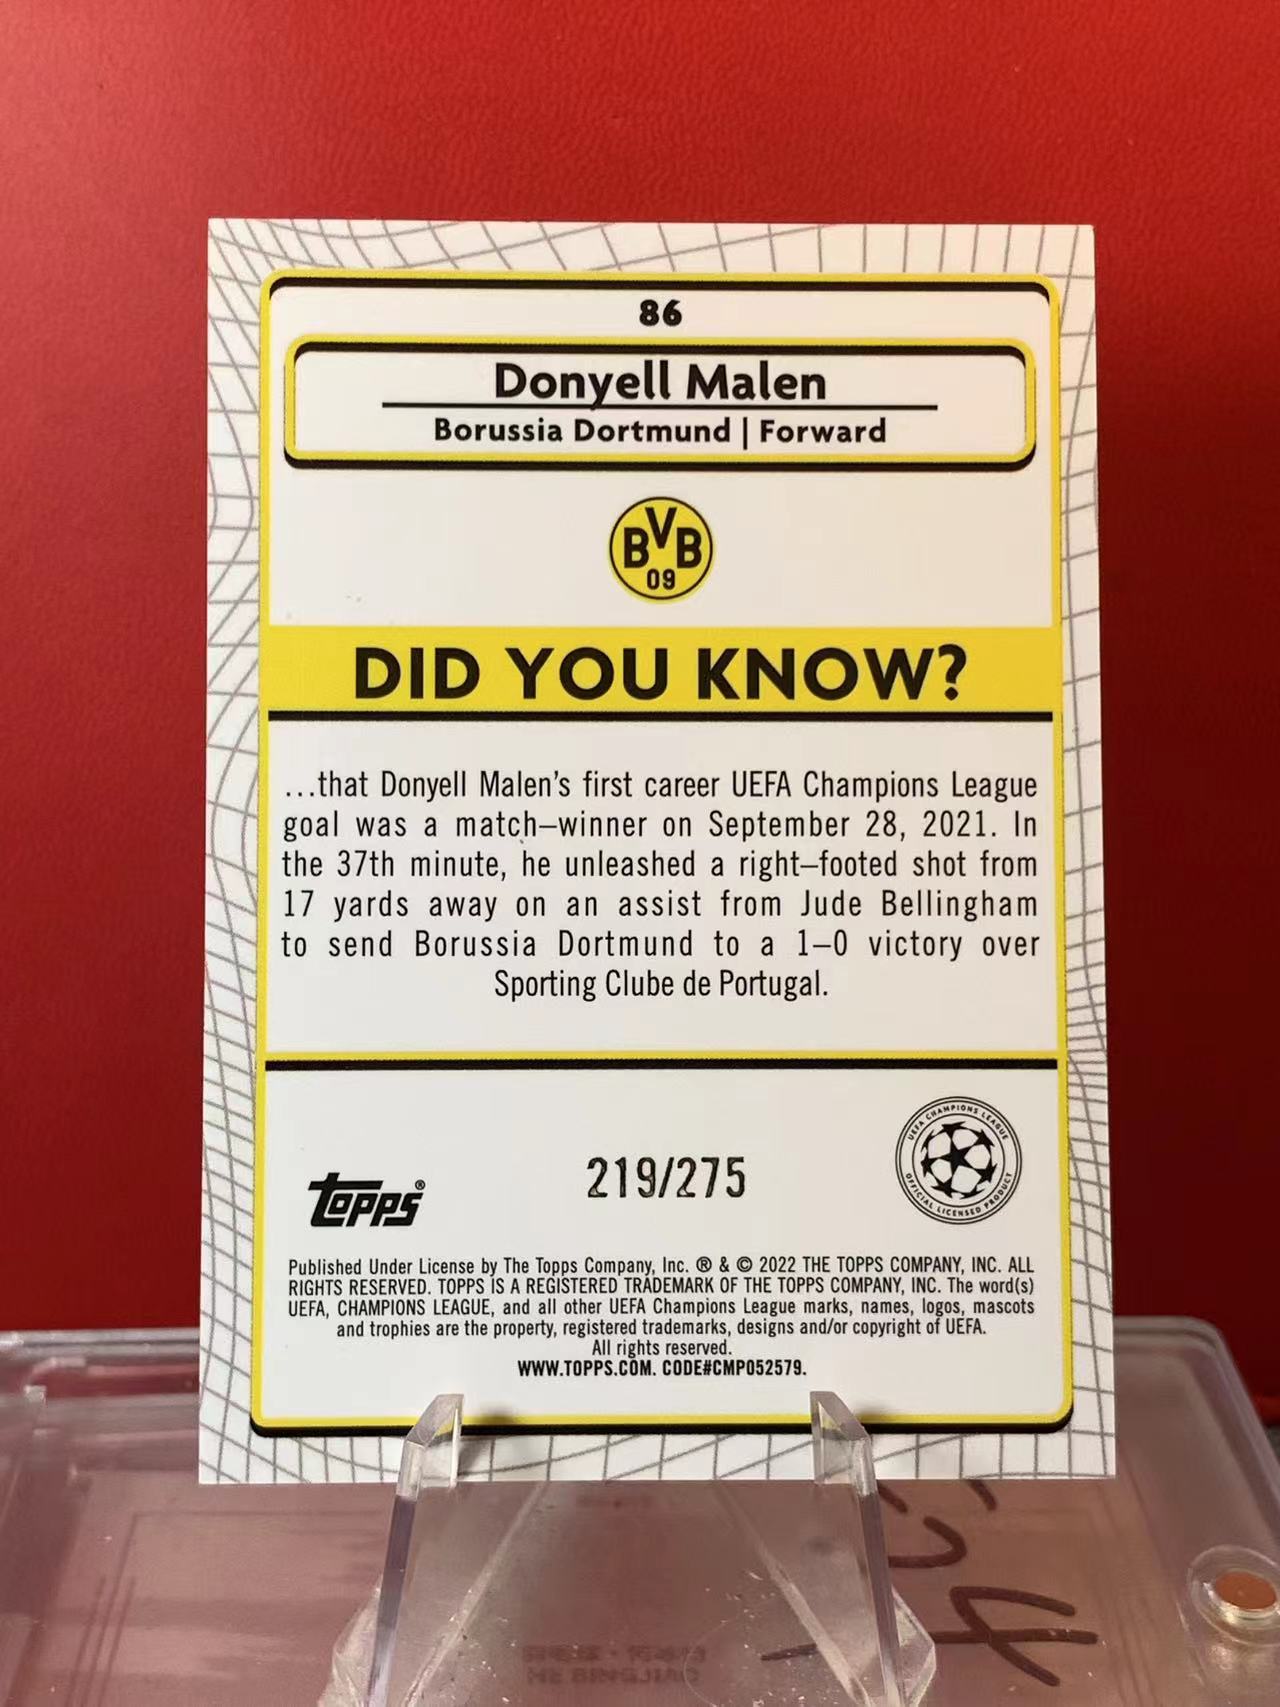 86
Donyell Malen
Borussia Dortmund | Forward
BVB
09
DID YOU KNOW?
...that Donyell Malen's first career UEFA Champions League
goal was a match–winner on September 28, 2021. In
the 37th minute, he unleashed a right–footed shot from
17 yards away on an assist from Jude Bellingham
to send Borussia Dortmund to a 1–0 victory over
Sporting Clube de Portugal.
topps®
219/275
UEFA CHAMPIONS LEAGUE
OFFICIAL LICENSED PRODUCT
Published Under License by The Topps Company, Inc. ® & © 2022 THE TOPPS COMPANY, INC. ALL
RIGHTS RESERVED. TOPPS IS A REGISTERED TRADEMARK OF THE TOPPS COMPANY, INC. The word(s)
UEFA, CHAMPIONS LEAGUE, and all other UEFA Champions League marks, names, logos, mascots
and trophies are the property, registered trademarks, designs and/or copyright of UEFA.
All rights reserved.
WWW.TOPPS.COM. CODE#CMP052579.